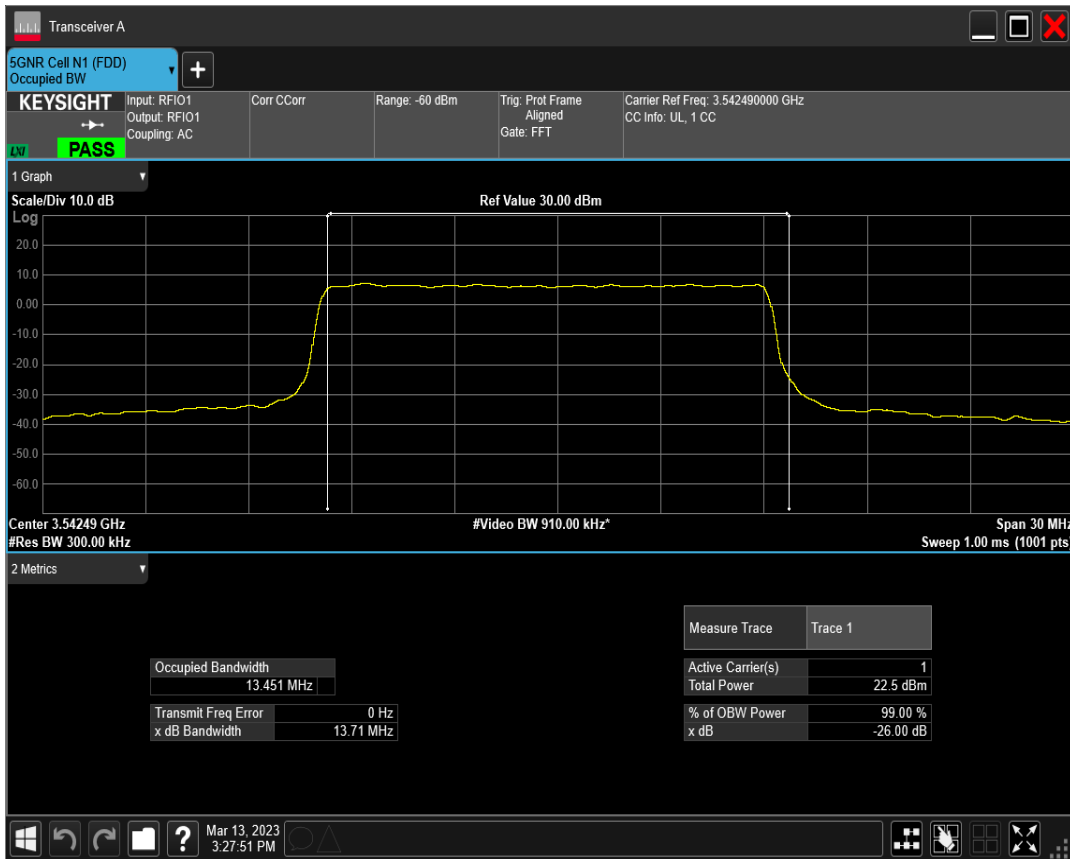 Transceiver A
5GNR Cell N1 (FDD)
Occupied BW
+
KEYSIGHT
LXI
PASS
Input: RFIO1
Output: RFIO1
Coupling: AC
Corr CCorr
Range: -60 dBm
Trig: Prot Frame
Aligned
Gate: FFT
Carrier Ref Freq: 3.542490000 GHz
CC Info: UL, 1 CC
1 Graph
Scale/Div 10.0 dB
Ref Value 30.00 dBm
Log
20.0
10.0
0.00
-10.0
-20.0
-30.0
-40.0
-50.0
-60.0
Center 3.54249 GHz
#Video BW 910.00 kHz*
Span 30 MHz
#Res BW 300.00 kHz
Sweep 1.00 ms (1001 pts)
2 Metrics
Measure Trace Trace 1
Occupied Bandwidth
13.451 MHz
Active Carrier(s) 1
Total Power 22.5 dBm
Transmit Freq Error 0 Hz
x dB Bandwidth 13.71 MHz
% of OBW Power 99.00 %
x dB -26.00 dB
?
Mar 13, 2023
3:27:51 PM